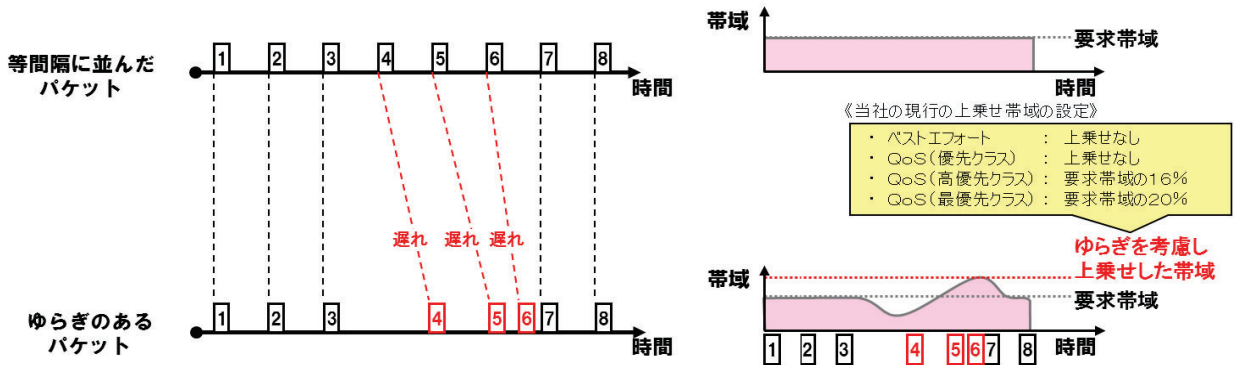 等間隔に並んだ
パケット
1 2 3 4 5 6 7 8
時間
遅れ 遅れ 遅れ
ゆらぎのある
パケット
1 2 3 4 5 6 7 8
時間
帯域
要求帯域
時間
《当社の現行の上乗せ帯域の設定》
・ ベストエフォート : 上乗せなし
・ QoS(優先クラス) : 上乗せなし
・ QoS(高優先クラス) : 要求帯域の16%
・ QoS(最優先クラス) : 要求帯域の20%
ゆらぎを考慮し
上乗せした帯域
帯域
要求帯域
1 2 3 4 5 6 7 8
時間